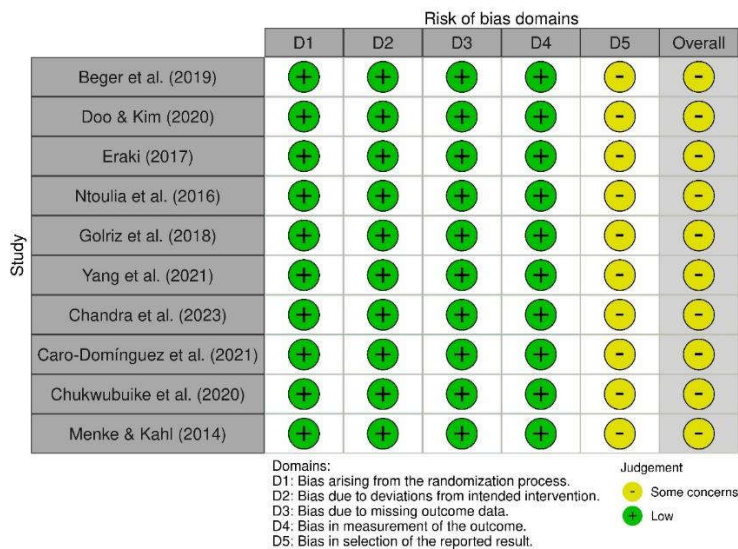 Risk of bias domains
D1 D2 D3 D4 D5 Overall
Study
Beger et al. (2019) + + + + - -
Doo & Kim (2020) + + + + - -
Eraki (2017) + + + + - -
Ntoulia et al. (2016) + + + + - -
Golriz et al. (2018) + + + + - -
Yang et al. (2021) + + + + - -
Chandra et al. (2023) + + + + - -
Caro-Domínguez et al. (2021) + + + + - -
Chukwubuike et al. (2020) + + + + - -
Menke & Kahl (2014) + + + + - -
Domains:
D1: Bias arising from the randomization process.
D2: Bias due to deviations from intended intervention.
D3: Bias due to missing outcome data.
D4: Bias in measurement of the outcome.
D5: Bias in selection of the reported result.
Judgement
- Some concerns
+ Low